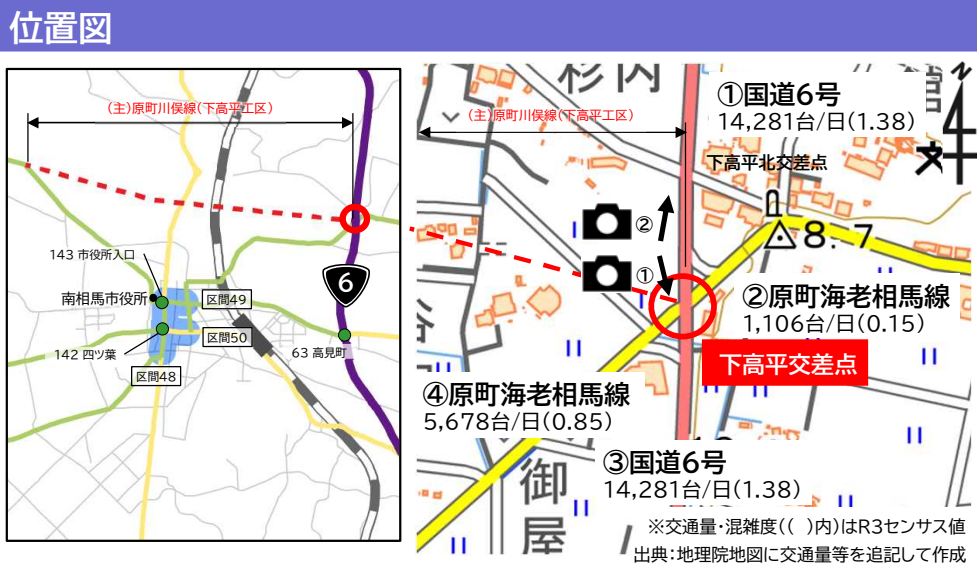 位置図
(主)原町川俣線(下高平工区)
6
143 市役所入口
南相馬市役所
区間49
区間50
142 四ツ葉
63 高見町
区間48
杉内
(主)原町川俣線(下高平工区)
①国道6号
14,281台/日(1.38)
下高平北交差点
②
①
8.7
②原町海老相馬線
1,106台/日(0.15)
下高平交差点
④原町海老相馬線
5,678台/日(0.85)
③国道6号
14,281台/日(1.38)
御
屋
※交通量・混雑度(( )内)はR3センサス値
出典:地理院地図に交通量等を追記して作成